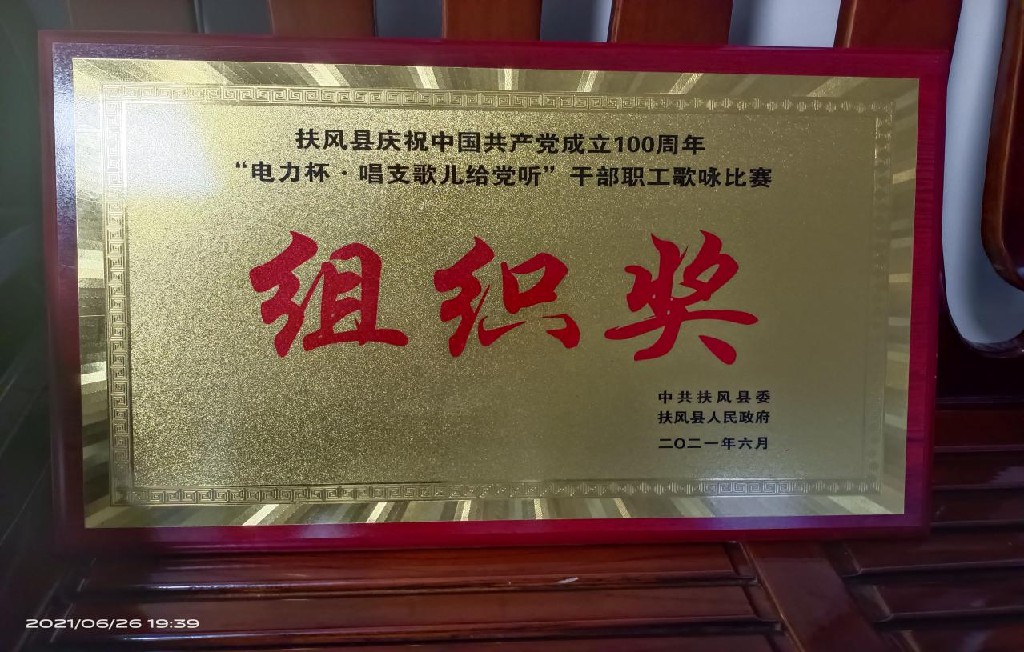 扶风县庆祝中国共产党成立100周年
“电力杯·唱支歌儿给党听”干部职工歌咏比赛
组织奖
中共扶风县委
扶风县人民政府
二〇二一年六月
2021/06/26 19:39